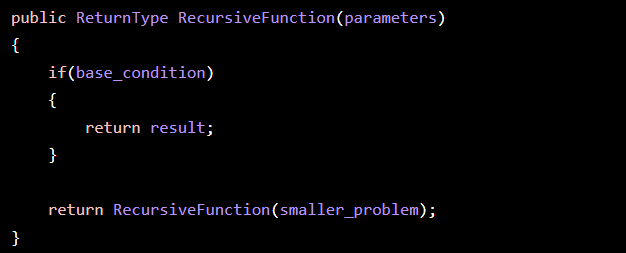 public ReturnType RecursiveFunction(parameters)
{
    if(base_condition)
    {
        return result;
    }

    return RecursiveFunction(smaller_problem);
}